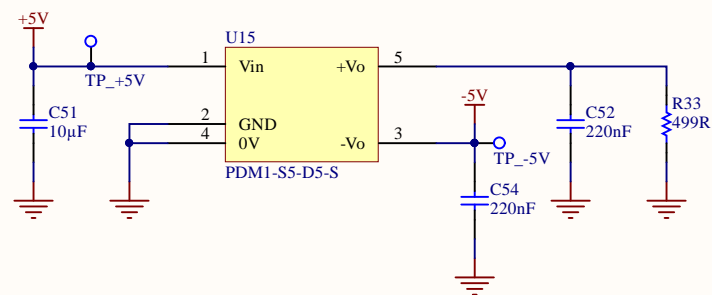 +5V
U15
1
Vin
+Vo
5
TP_+5V
C51
10µF
2
GND
4
0V
-Vo
3
PDM1-S5-D5-S
-5V
TP_-5V
C52
220nF
R33
499R
C54
220nF